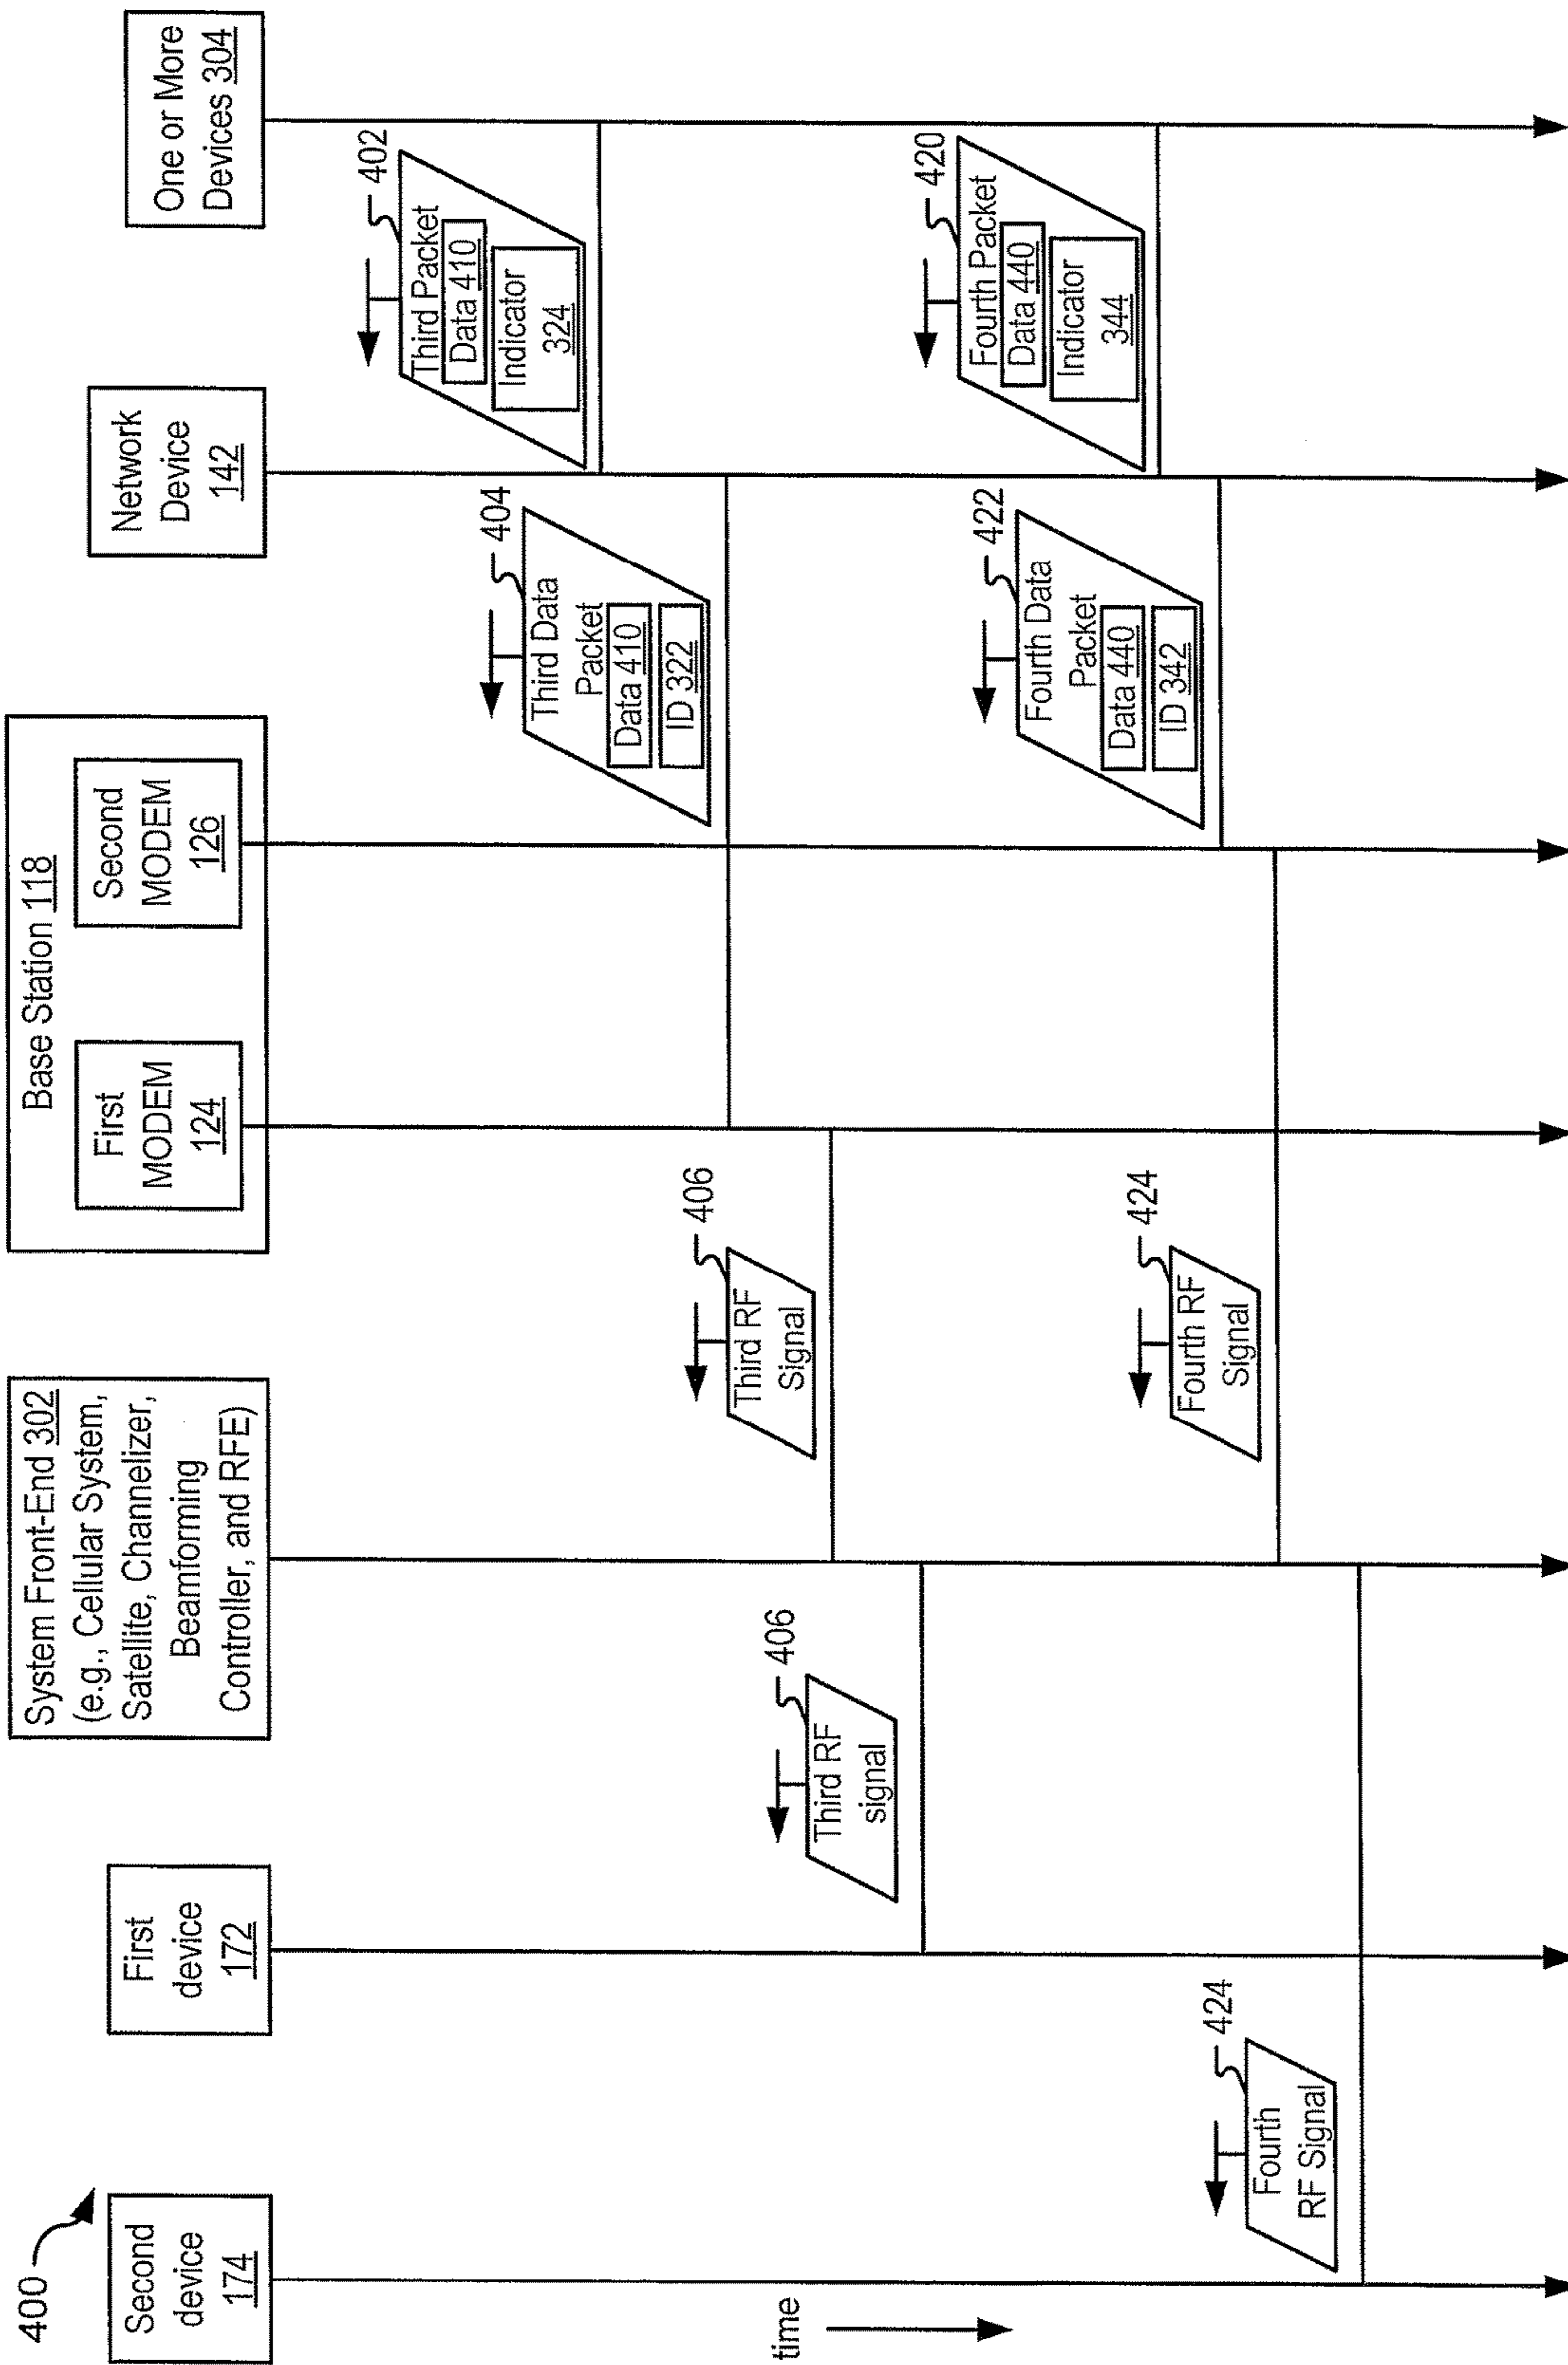 400
Second
device
174
First
device
172
System Front-End 302
(e.g., Cellular System,
Satellite, Channelizer,
Beamforming
Controller, and RFE)
Base Station 118
First
MODEM
124
Second
MODEM
126
Network
Device
142
One or More
Devices 304
402
Third Packet
Data 410
Indicator
324
404
Third Data
Packet
Data 410
ID 322
406
Third RF
Signal
406
Third RF
signal
420
Fourth Packet
Data 440
Indicator
344
422
Fourth Data
Packet
Data 440
ID 342
424
Fourth RF
Signal
424
Fourth
RF Signal
time